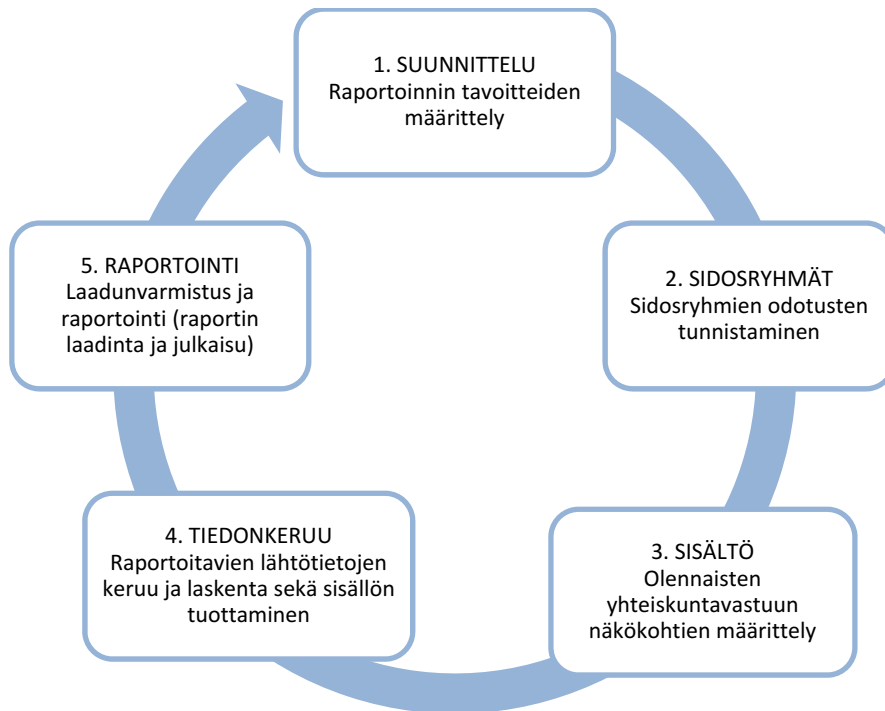 1. SUUNNITTELU
Raportoinnin tavoitteiden
määrittely
2. SIDOSRYHMÄT
Sidosryhmien odotusten
tunnistaminen
3. SISÄLTÖ
Olennaisten
yhteiskuntavastuun
näkökohtien määrittely
4. TIEDONKERUU
Raportoitavien lähtötietojen
keruu ja laskenta sekä sisällön
tuottaminen
5. RAPORTOINTI
Laadunvarmistus ja
raportointi (raportin
laadinta ja julkaisu)